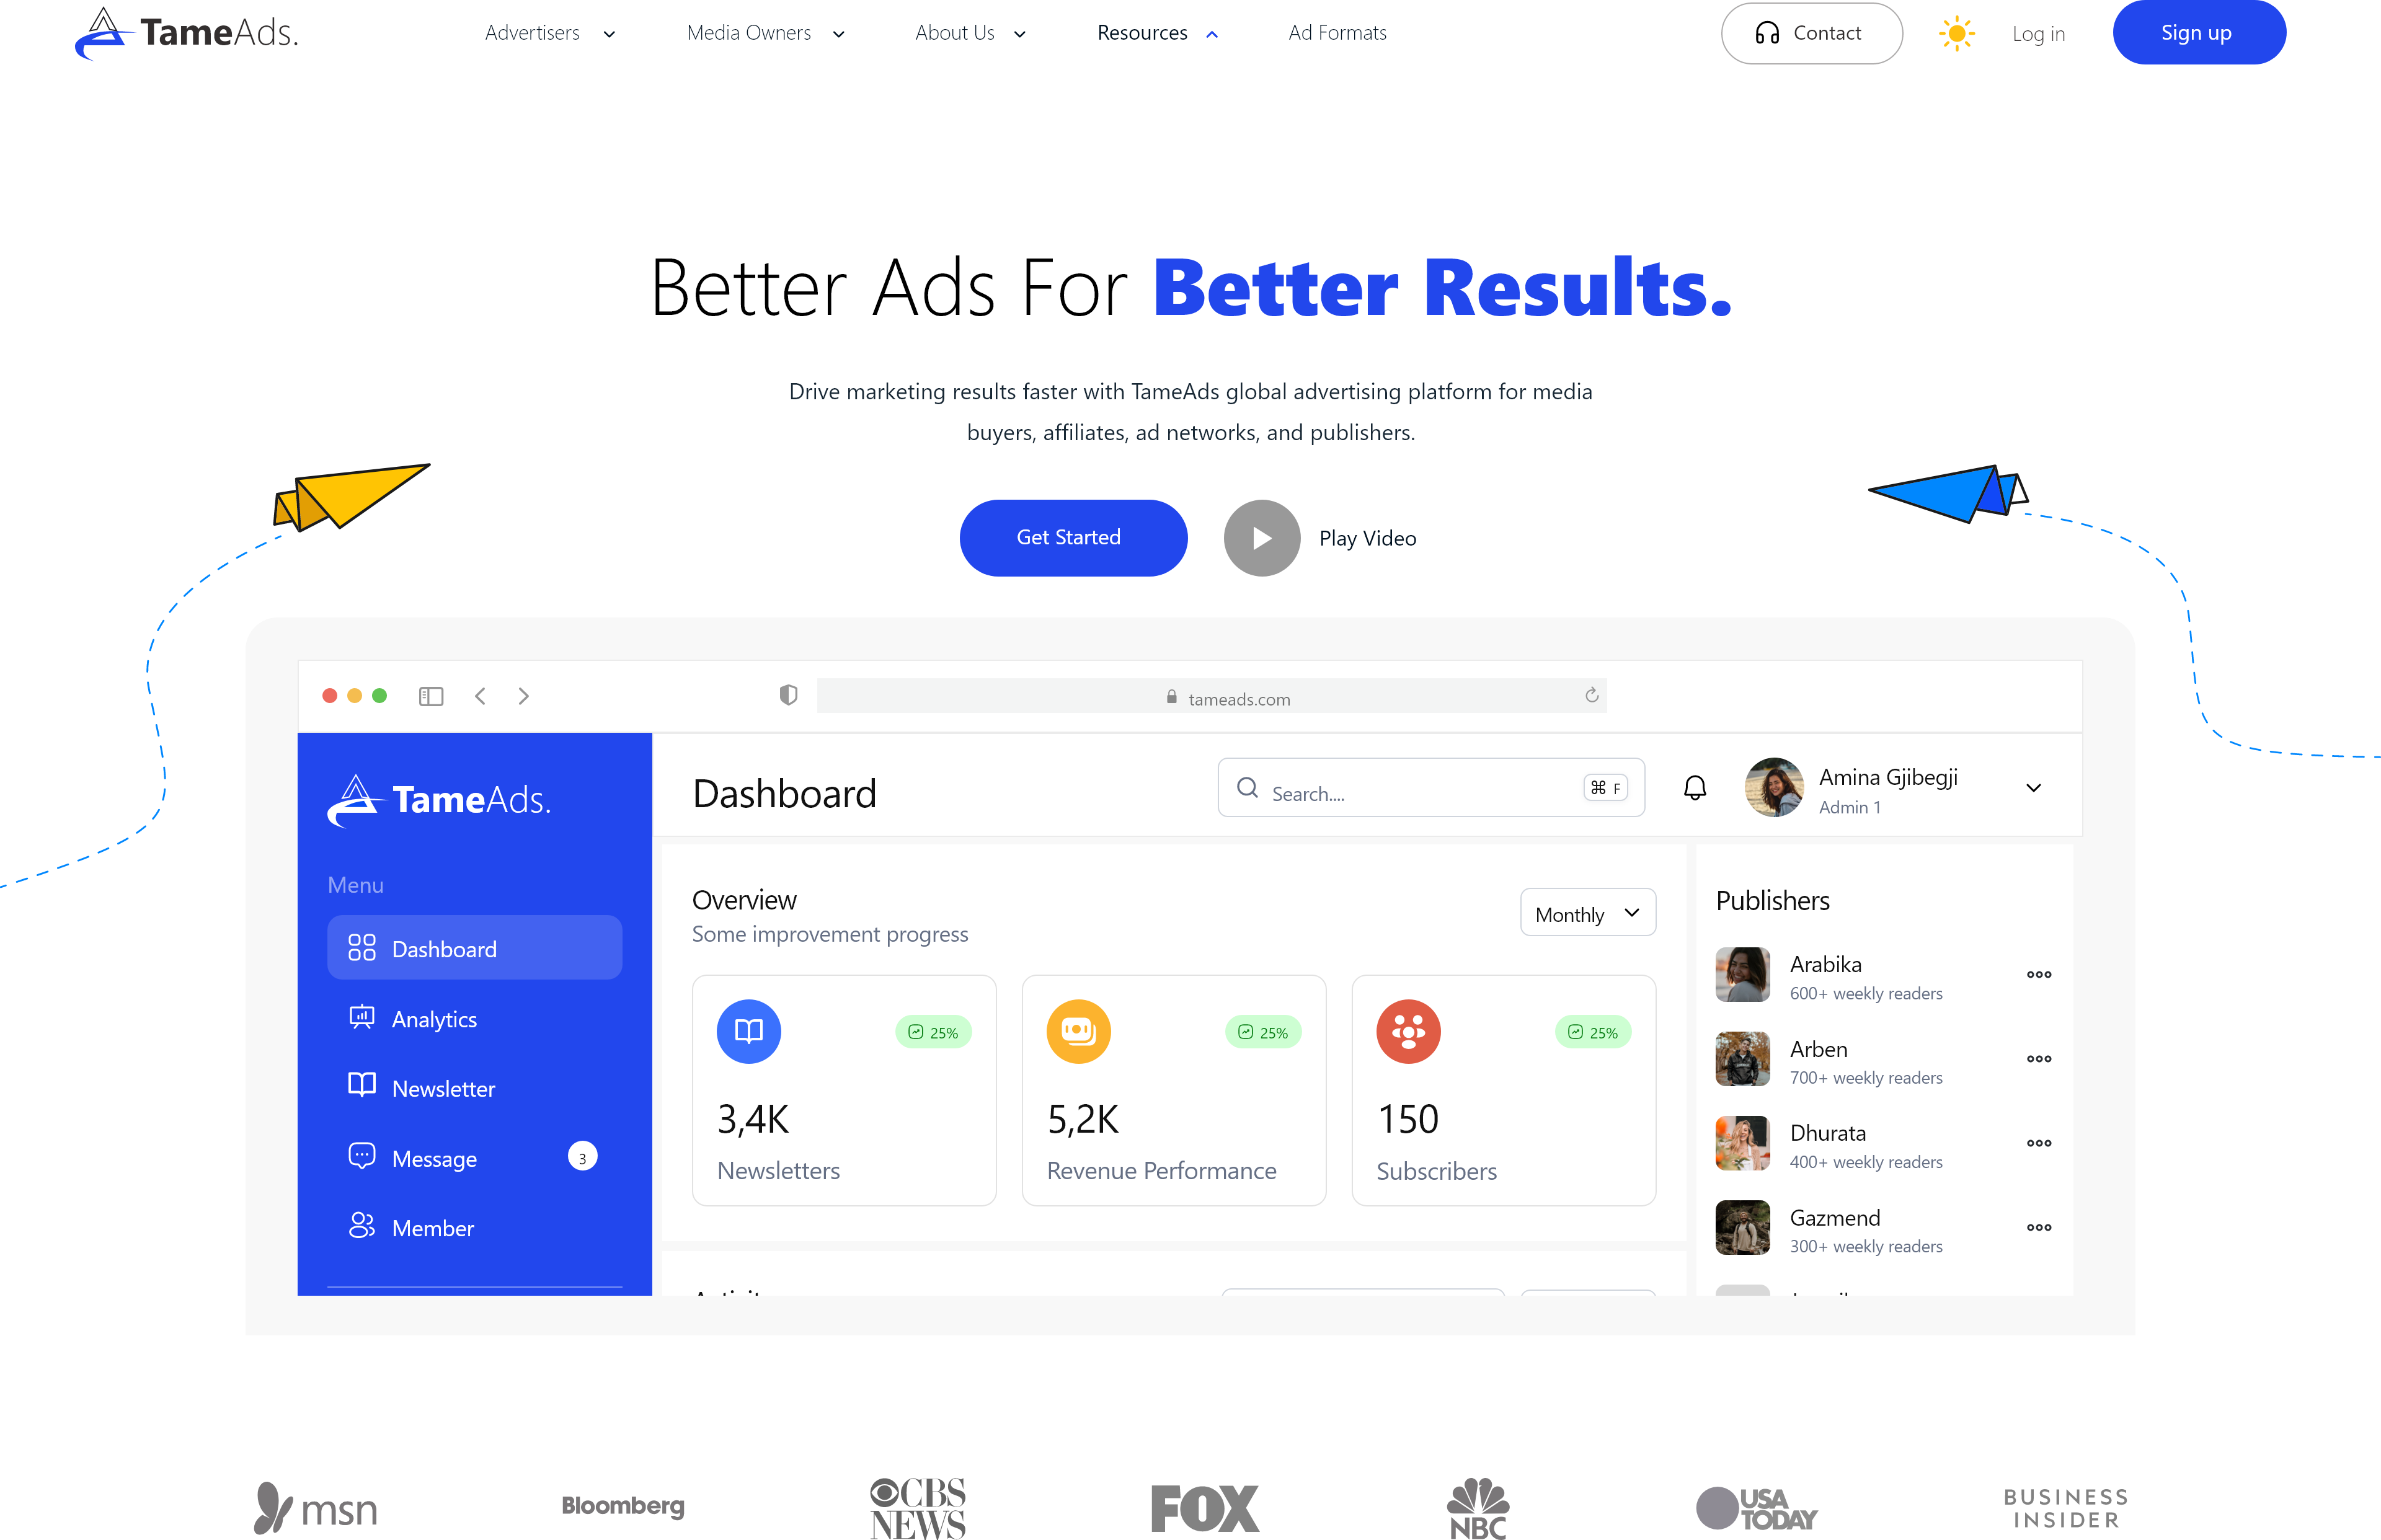 TameAds.
Advertisers
Media Owners
About Us
Resources
Ad Formats
Contact
Log in
Sign up
Better Ads For Better Results.
Drive marketing results faster with TameAds global advertising platform for media
buyers, affiliates, ad networks, and publishers.
Get Started
Play Video
tameads.com
TameAds.
Dashboard
Search....
⌘ F
Amina Gjibegji
Admin 1
Menu
Dashboard
Analytics
Newsletter
Message
3
Member
Overview
Some improvement progress
Monthly
25%
3,4K
Newsletters
25%
5,2K
Revenue Performance
25%
150
Subscribers
Publishers
Arabika
600+ weekly readers
Arben
700+ weekly readers
Dhurata
400+ weekly readers
Gazmend
300+ weekly readers
msn
Bloomberg
CBS
NEWS
FOX
NBC
USA
TODAY
BUSINESS
INSIDER